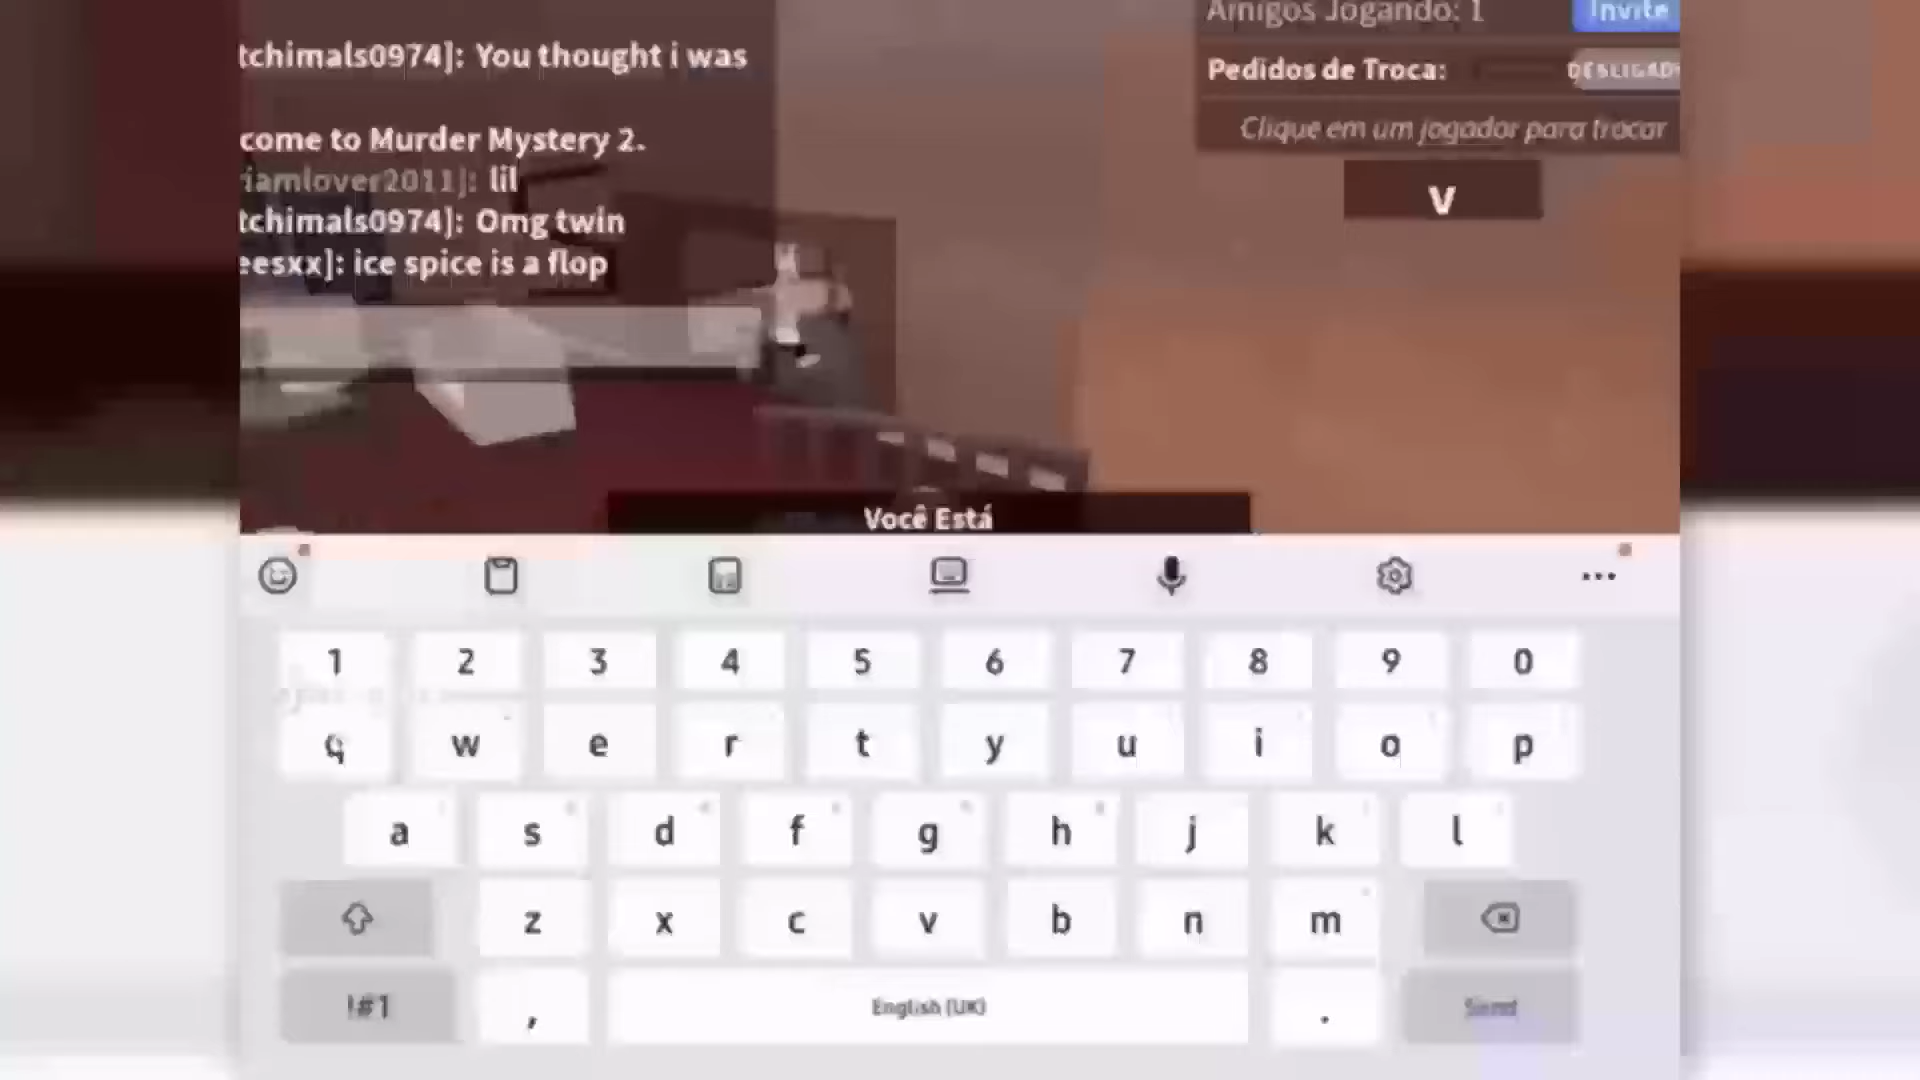 tchimals0974]: You thought i was
come to Murder Mystery 2.
iamlover2011]: lil
tchimals0974]: Omg twin
eesxx]: ice spice is a flop
Amigos Jogando: 1
Invite
Pedidos de Troca:
Clique em um jogador para trocar
V
Você Está
1 2 3 4 5 6 7 8 9 0
q w e r t y u i o p
a s d f g h j k l
z x c v b n m
!#1 , English (UK) . Send